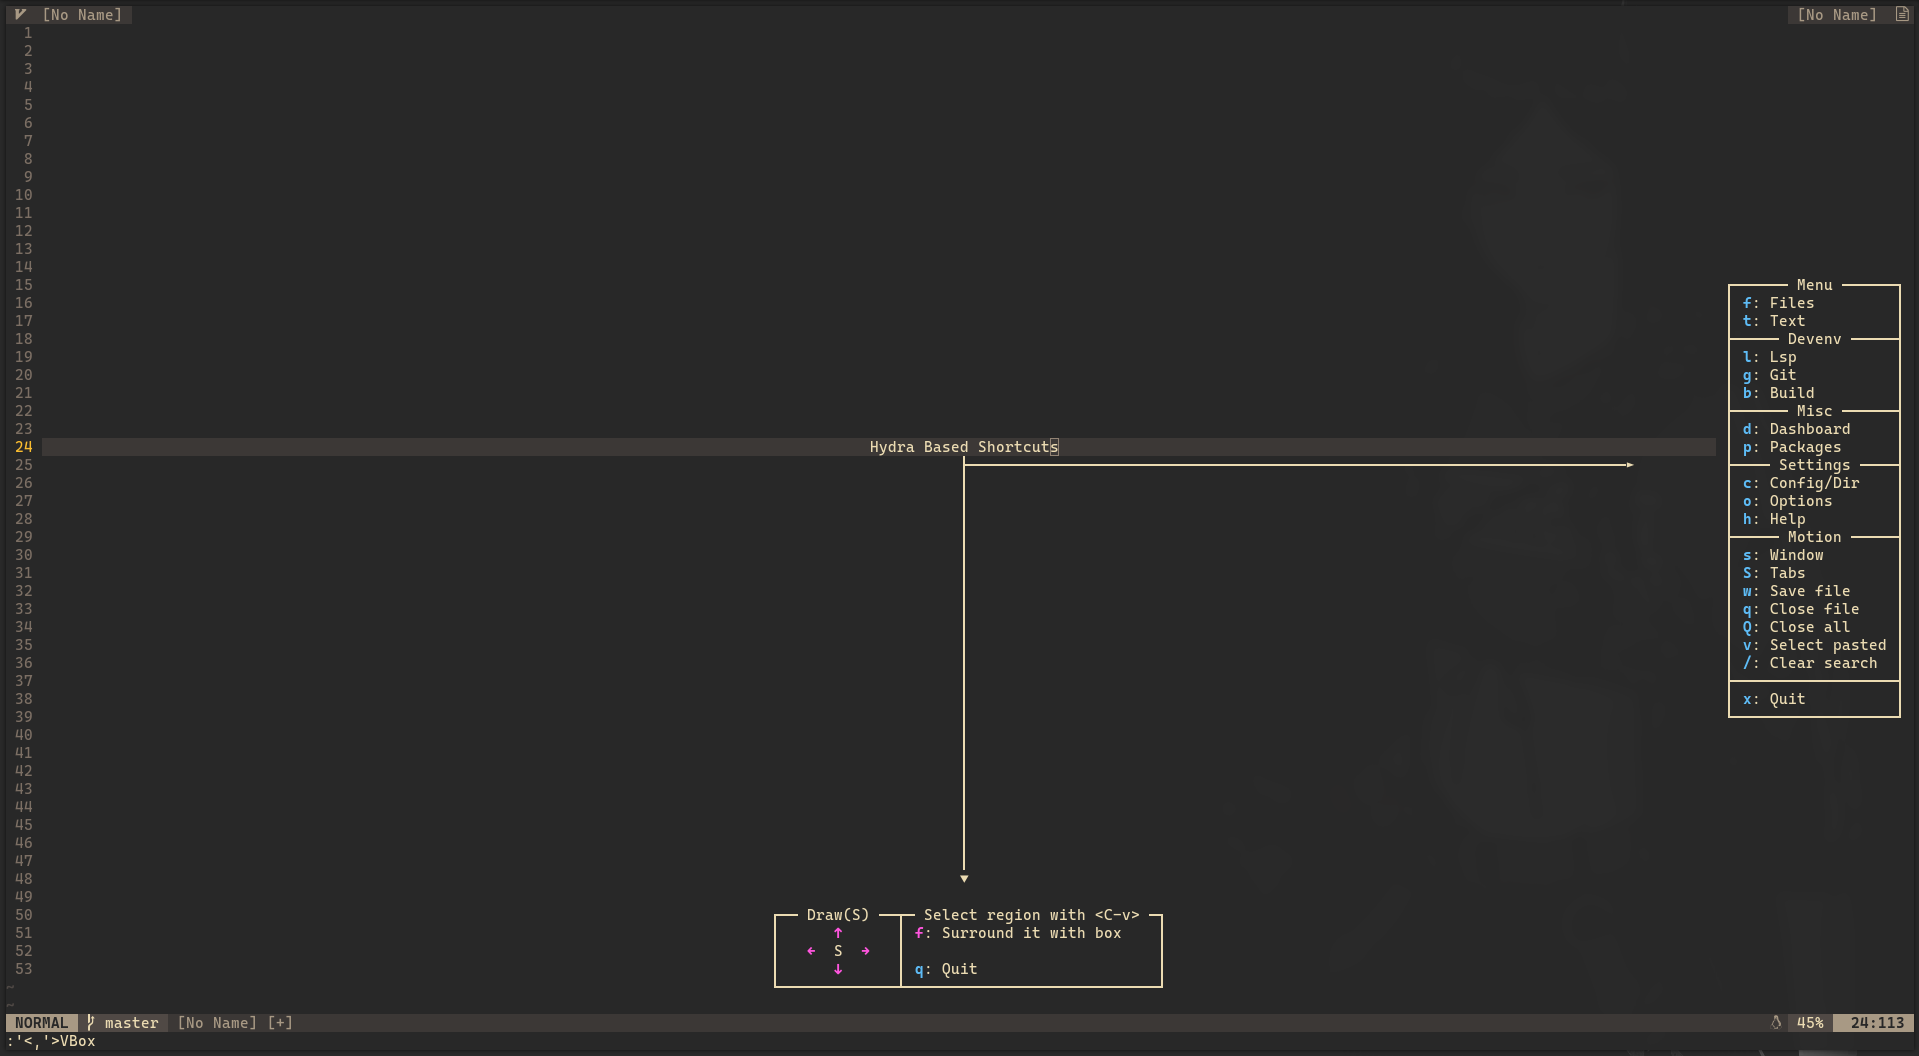 [No Name] [No Name]
1
2
3
4
5
6
7
8
9
10
11
12
13
14
15
16
17
18
19
20
21
22
23
24 Hydra Based Shortcuts
25
26
27
28
29
30
31
32
33
34
35
36
37
38
39
40
41
42
43
44
45
46
47
48
49
50
51
52
53
~
~
Menu
f: Files
t: Text
Devenv
l: Lsp
g: Git
b: Build
Misc
d: Dashboard
p: Packages
Settings
c: Config/Dir
o: Options
h: Help
Motion
s: Window
S: Tabs
w: Save file
q: Close file
Q: Close all
v: Select pasted
/: Clear search
x: Quit
Draw(S) Select region with <C-v>
↑ f: Surround it with box
← S →
↓ q: Quit
NORMAL master [No Name] [+] 45% 24:113
:'<,'>VBox